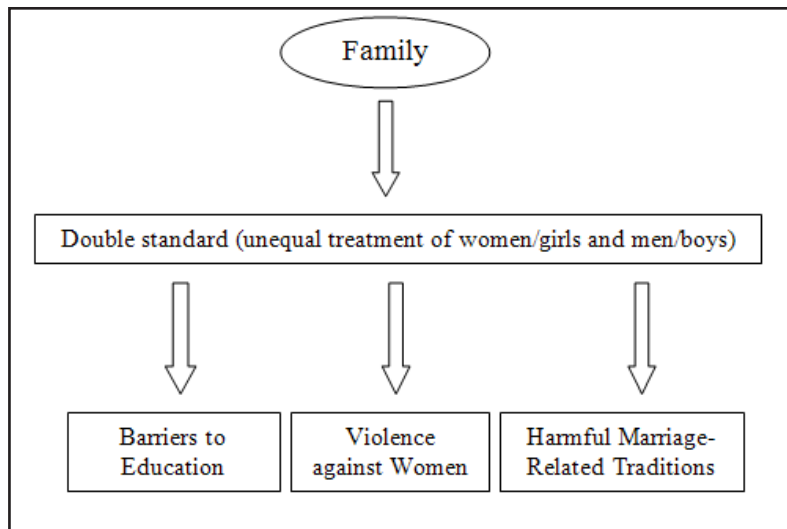 Family
Double standard (unequal treatment of women/girls and men/boys)
Barriers to
Education
Violence
against Women
Harmful Marriage-
Related Traditions